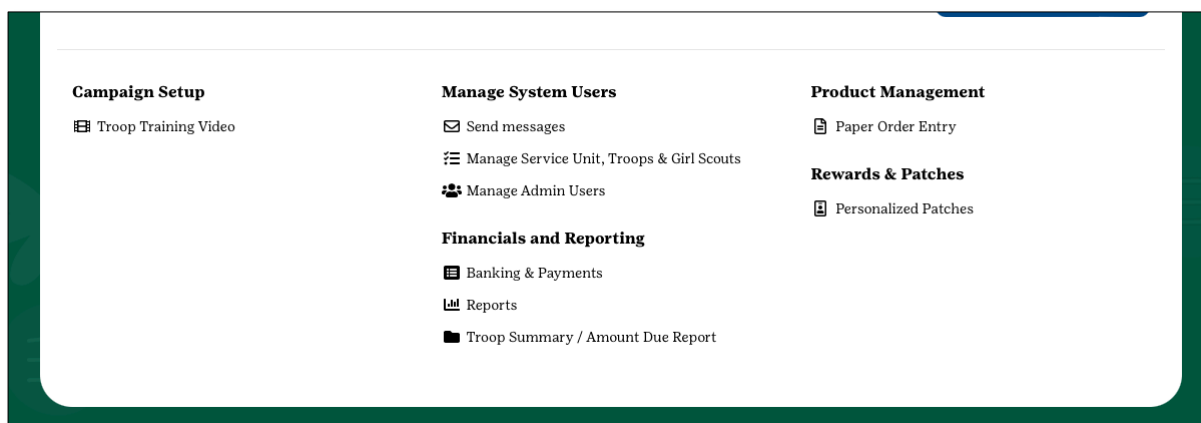 Campaign Setup
Troop Training Video
Manage System Users
Send messages
Manage Service Unit, Troops & Girl Scouts
Manage Admin Users
Financials and Reporting
Banking & Payments
Reports
Troop Summary / Amount Due Report
Product Management
Paper Order Entry
Rewards & Patches
Personalized Patches